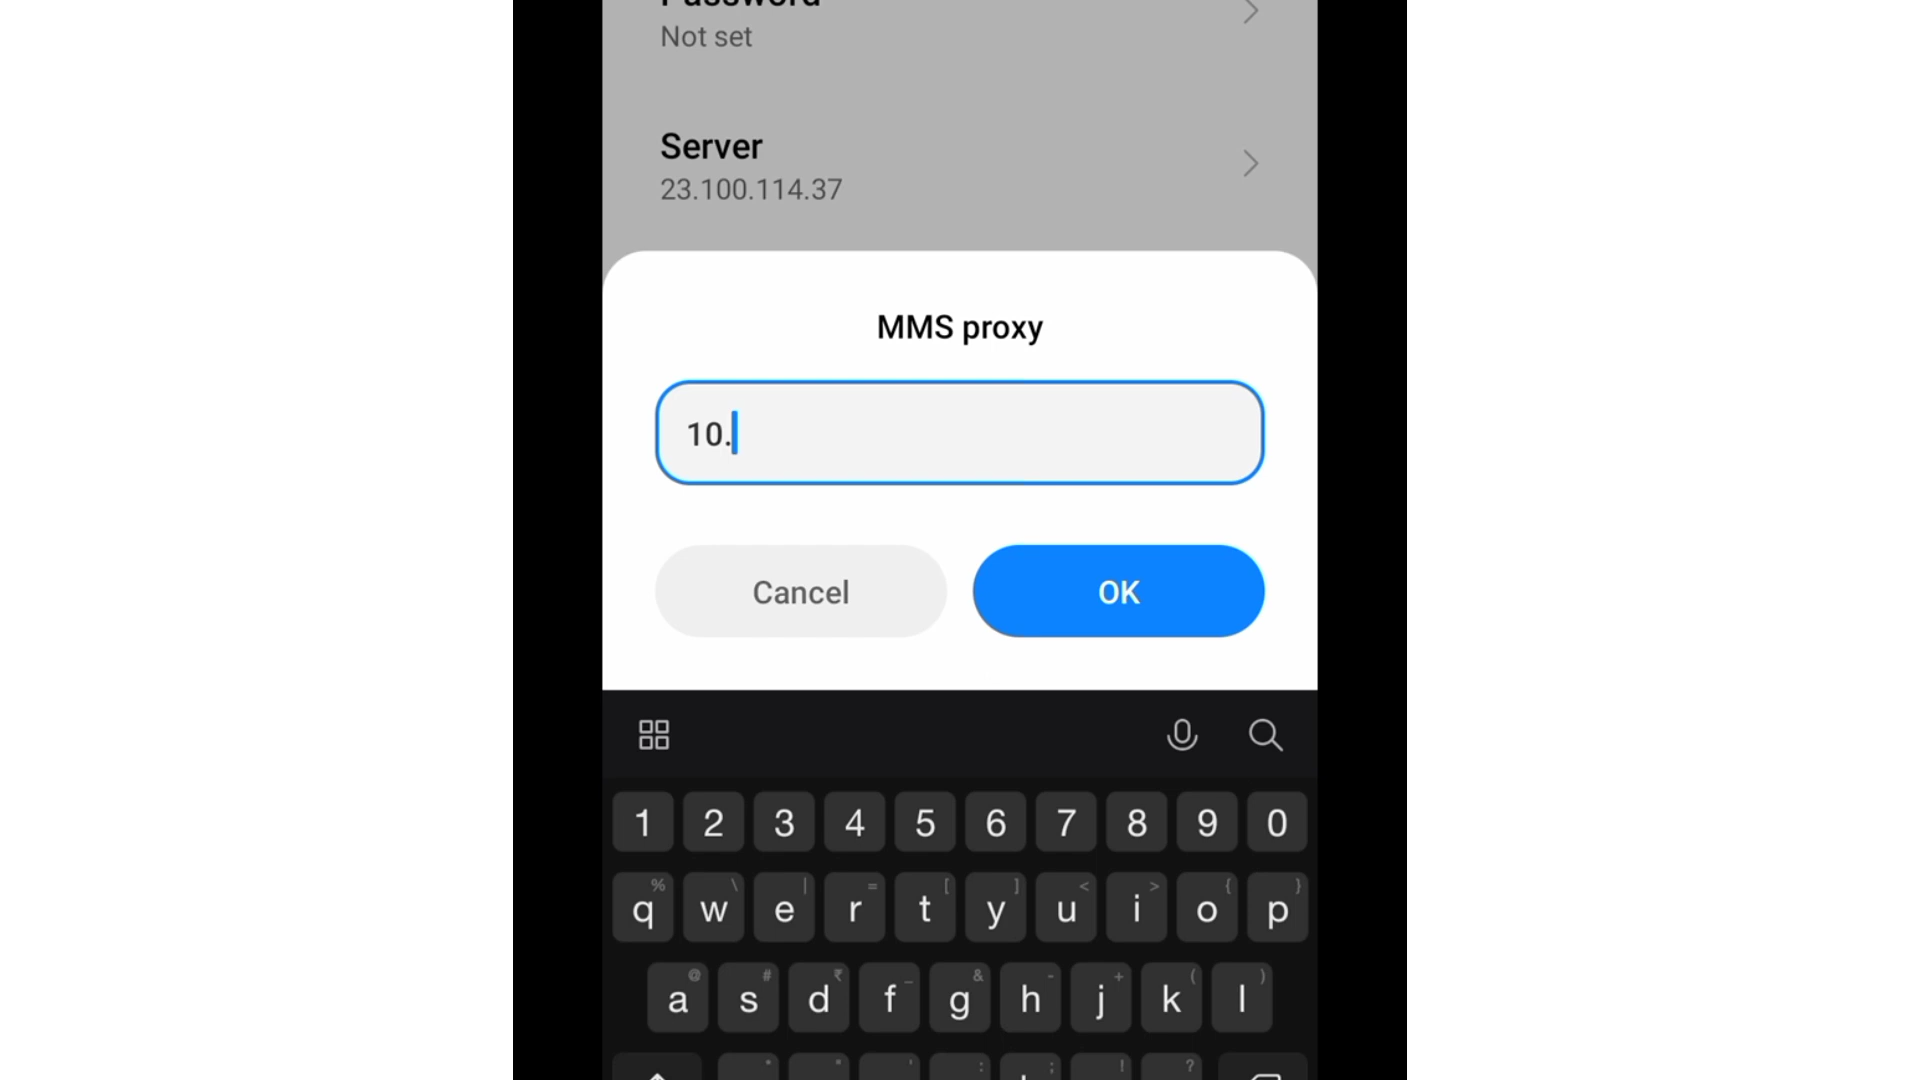 Password
Not set
Server
23.100.114.37
MMS proxy
10.
Cancel OK
1 2 3 4 5 6 7 8 9 0
% \ | = [ ] < > { }
q w e r t y u i o p
@ # ₹ _ & - + ( )
a s d f g h j k l
: ; ! ?